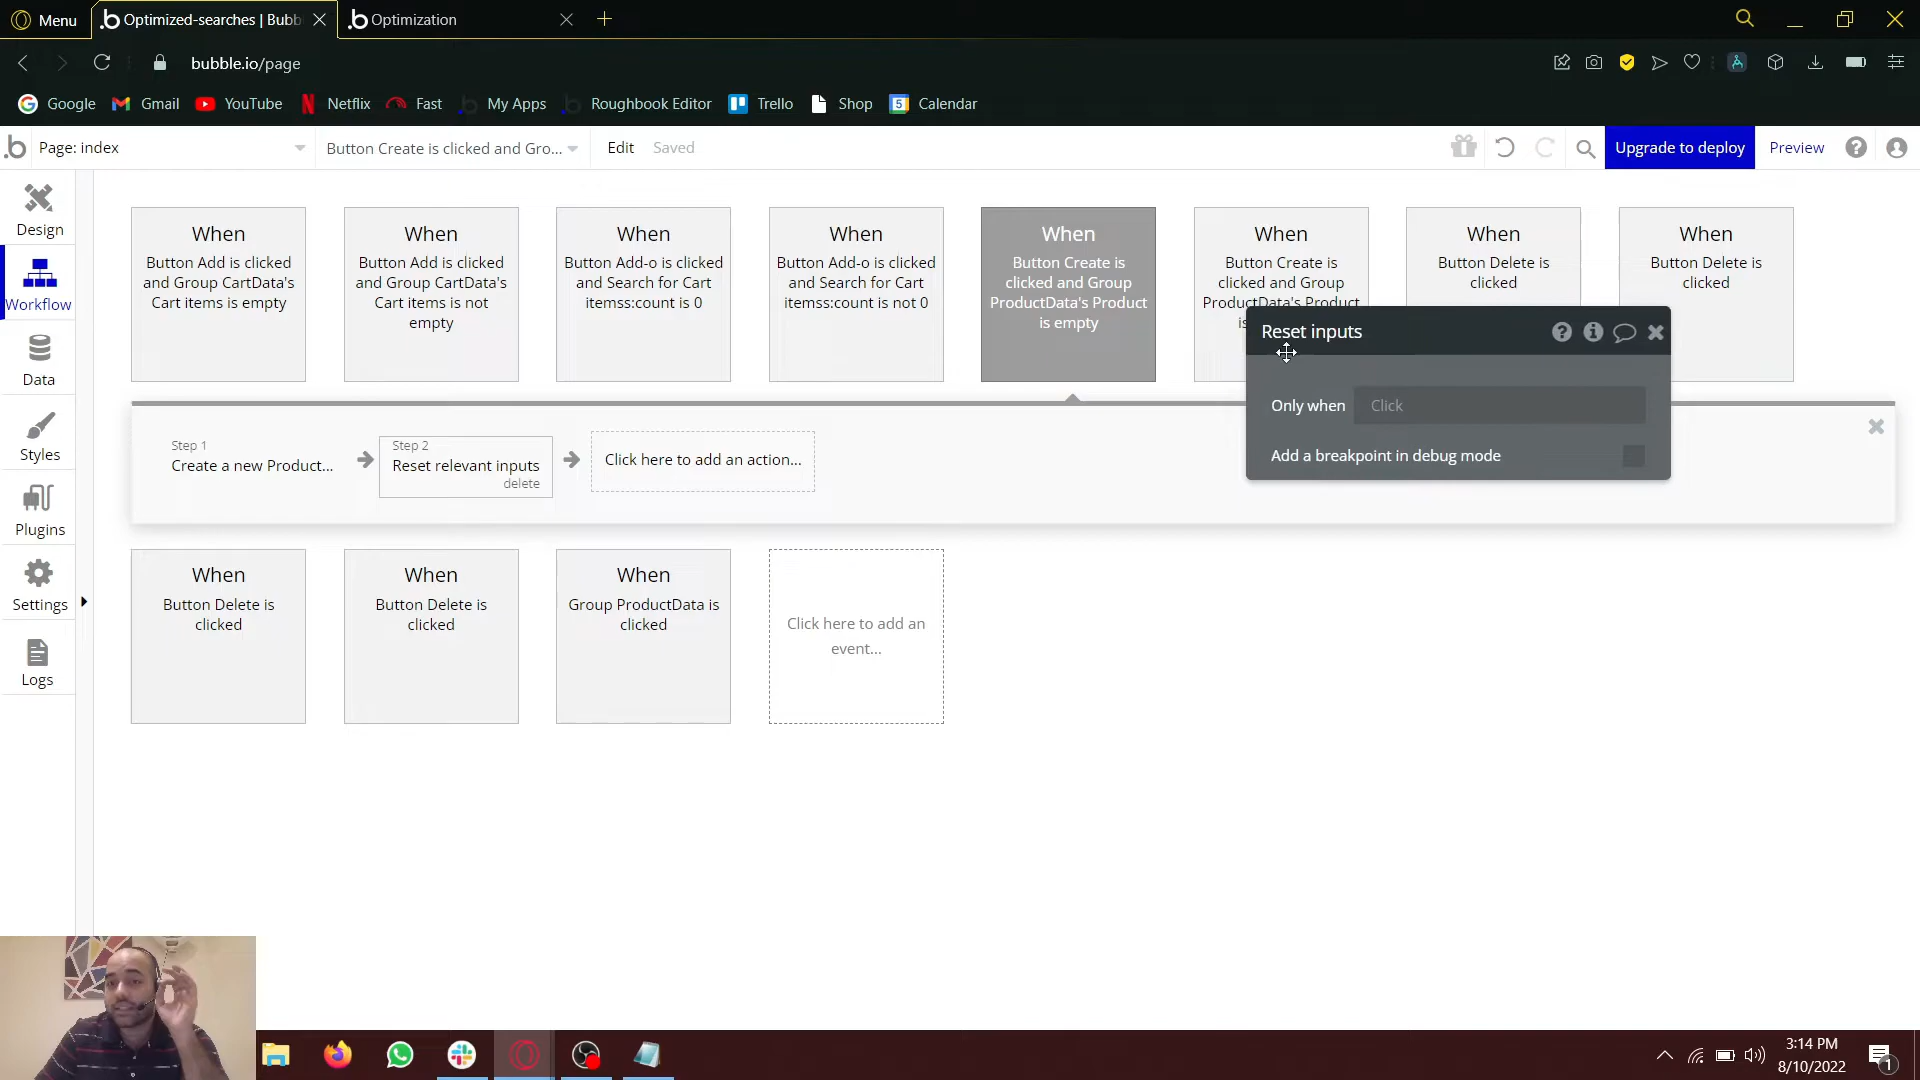 Menu
Optimized-searches | Bubb
Optimization
bubble.io/page
Google
Gmail
YouTube
Netflix
Fast
My Apps
Roughbook Editor
Trello
Shop
5
Calendar
Page: index
Button Create is clicked and Gro...
Edit
Saved
Upgrade to deploy
Preview
Design
Workflow
Data
Styles
Plugins
Settings
Logs
When
Button Add is clicked
and Group CartData's
Cart items is empty
When
Button Add is clicked
and Group CartData's
Cart items is not
empty
When
Button Add-o is clicked
and Search for Cart
itemss:count is 0
When
Button Add-o is clicked
and Search for Cart
itemss:count is not 0
When
Button Create is
clicked and Group
ProductData's Product
is empty
When
Button Create is
clicked and Group
ProductData's Product
When
Button Delete is
clicked
When
Button Delete is
clicked
Reset inputs
Only when
Click
Add a breakpoint in debug mode
Step 1
Create a new Product...
Step 2
Reset relevant inputs
delete
Click here to add an action...
When
Button Delete is
clicked
When
Button Delete is
clicked
When
Group ProductData is
clicked
Click here to add an
event...
3:14 PM
8/10/2022
1